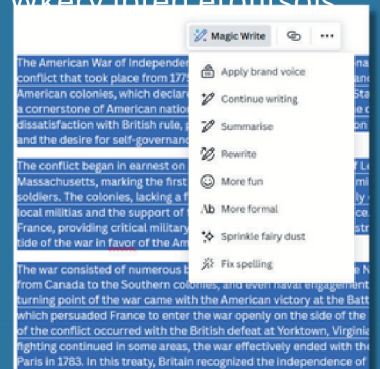 Magic Write
The American War of Independen
conflict that took place from 177
American colonies, which declare
a cornerstone of American nation
dissatisfaction with British rule, p
and the desire for self-governanc
Apply brand voice
Continue writing
Summarise
Rewrite
More fun
More formal
Sprinkle fairy dust
Fix spelling
The conflict began in earnest on
Massachusetts, marking the first
soldiers. The colonies, lacking a f
local militias and the support of
France, providing critical military
tide of the war in favor of the Am
The war consisted of numerous b
from Canada to the Southern colonies, and even naval engagement
turning point of the war came with the American victory at the Batt
which persuaded France to enter the war openly on the side of the
of the conflict occurred with the British defeat at Yorktown, Virginia
fighting continued in some areas, the war effectively ended with the
Paris in 1783. In this treaty, Britain recognized the independence of